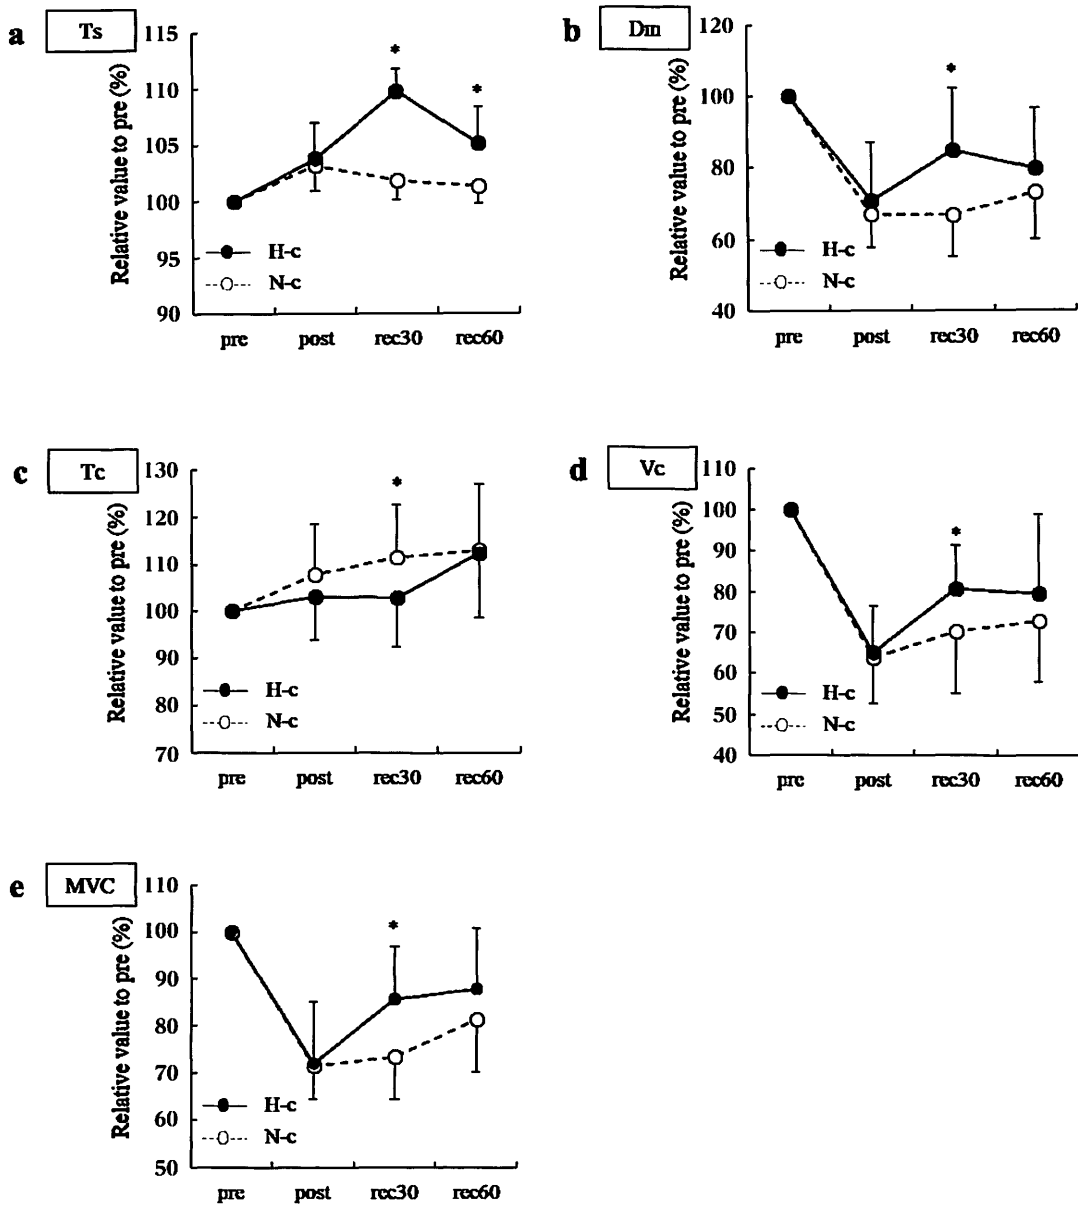 a
Ts
Relative value to pre (%)
115
*
*
110
105
100
95
90
H-c
N-c
pre
post
rec30
rec60
b
Dm
Relative value to pre (%)
120
*
100
80
60
40
H-c
N-c
pre
post
rec30
rec60
c
Tc
Relative value to pre (%)
130
*
120
110
100
90
80
70
H-c
N-c
pre
post
rec30
rec60
d
Vc
Relative value to pre (%)
110
100
*
90
80
70
60
50
40
H-c
N-c
pre
post
rec30
rec60
e
MVC
Relative value to pre (%)
110
*
100
90
80
70
60
50
H-c
N-c
pre
post
rec30
rec60